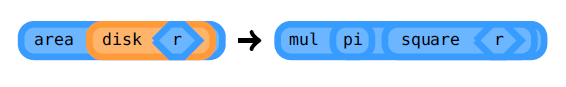 area disk r → mul pi square r